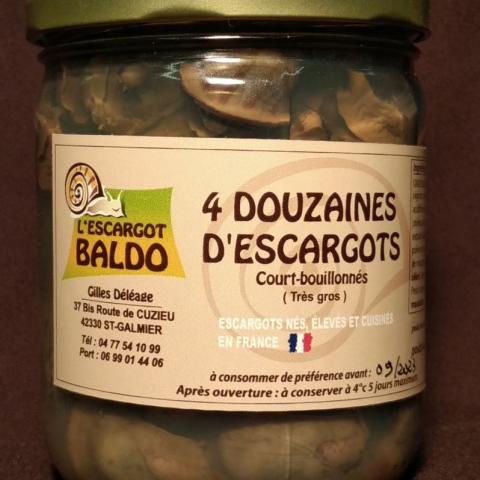 L'ESCARGOT
BALDO
Gilles Déléage
37 Bis Route de CUZIEU
42330 ST-GALMIER
Tél : 04 77 54 10 99
Port : 06 99 01 44 06
4 DOUZAINES
D'ESCARGOTS
Court-bouillonnés
( Très gros )
ESCARGOTS NÉS, ÉLEVÉS ET CUISINÉS
EN FRANCE
à consommer de préférence avant : 09/2023
Après ouverture : à conserver à 4°c 5 jours maximum